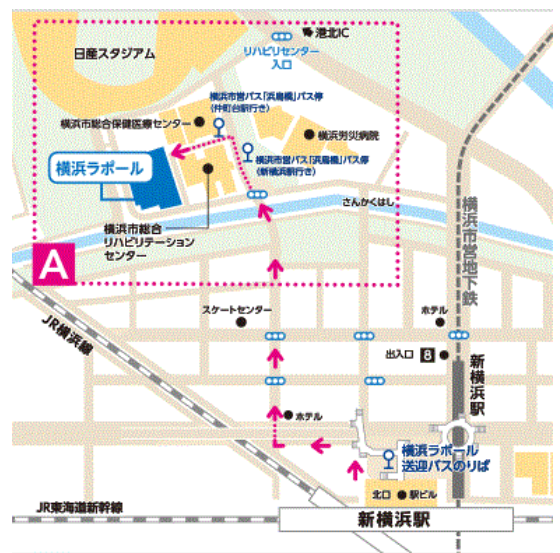 日産スタジアム
港北IC
リハビリセンター
入口
横浜市営バス「浜鳥橋」バス停
(仲町台駅行き)
横浜市総合保健医療センター
横浜労災病院
横浜市営バス「浜鳥橋」バス停
(新横浜駅行き)
横浜ラポール
さんかくはし
横浜市総合
リハビリテーション
センター
A
横浜市営地下鉄
JR横浜線
スケートセンター
ホテル
出入口 8
新横浜駅
ホテル
横浜ラポール
送迎バスのりば
北口
駅ビル
JR東海道新幹線
新横浜駅